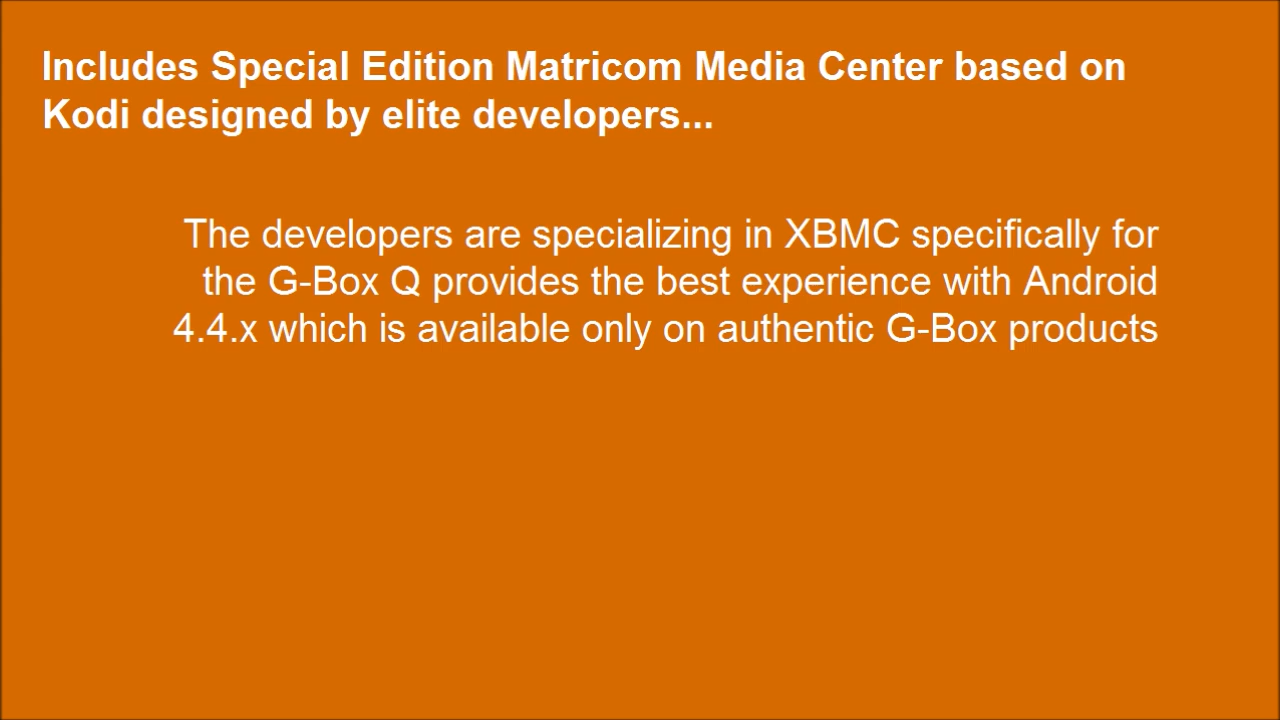 Includes Special Edition Matricom Media Center based on
Kodi designed by elite developers...
The developers are specializing in XBMC specifically for
the G-Box Q provides the best experience with Android
4.4.x which is available only on authentic G-Box products